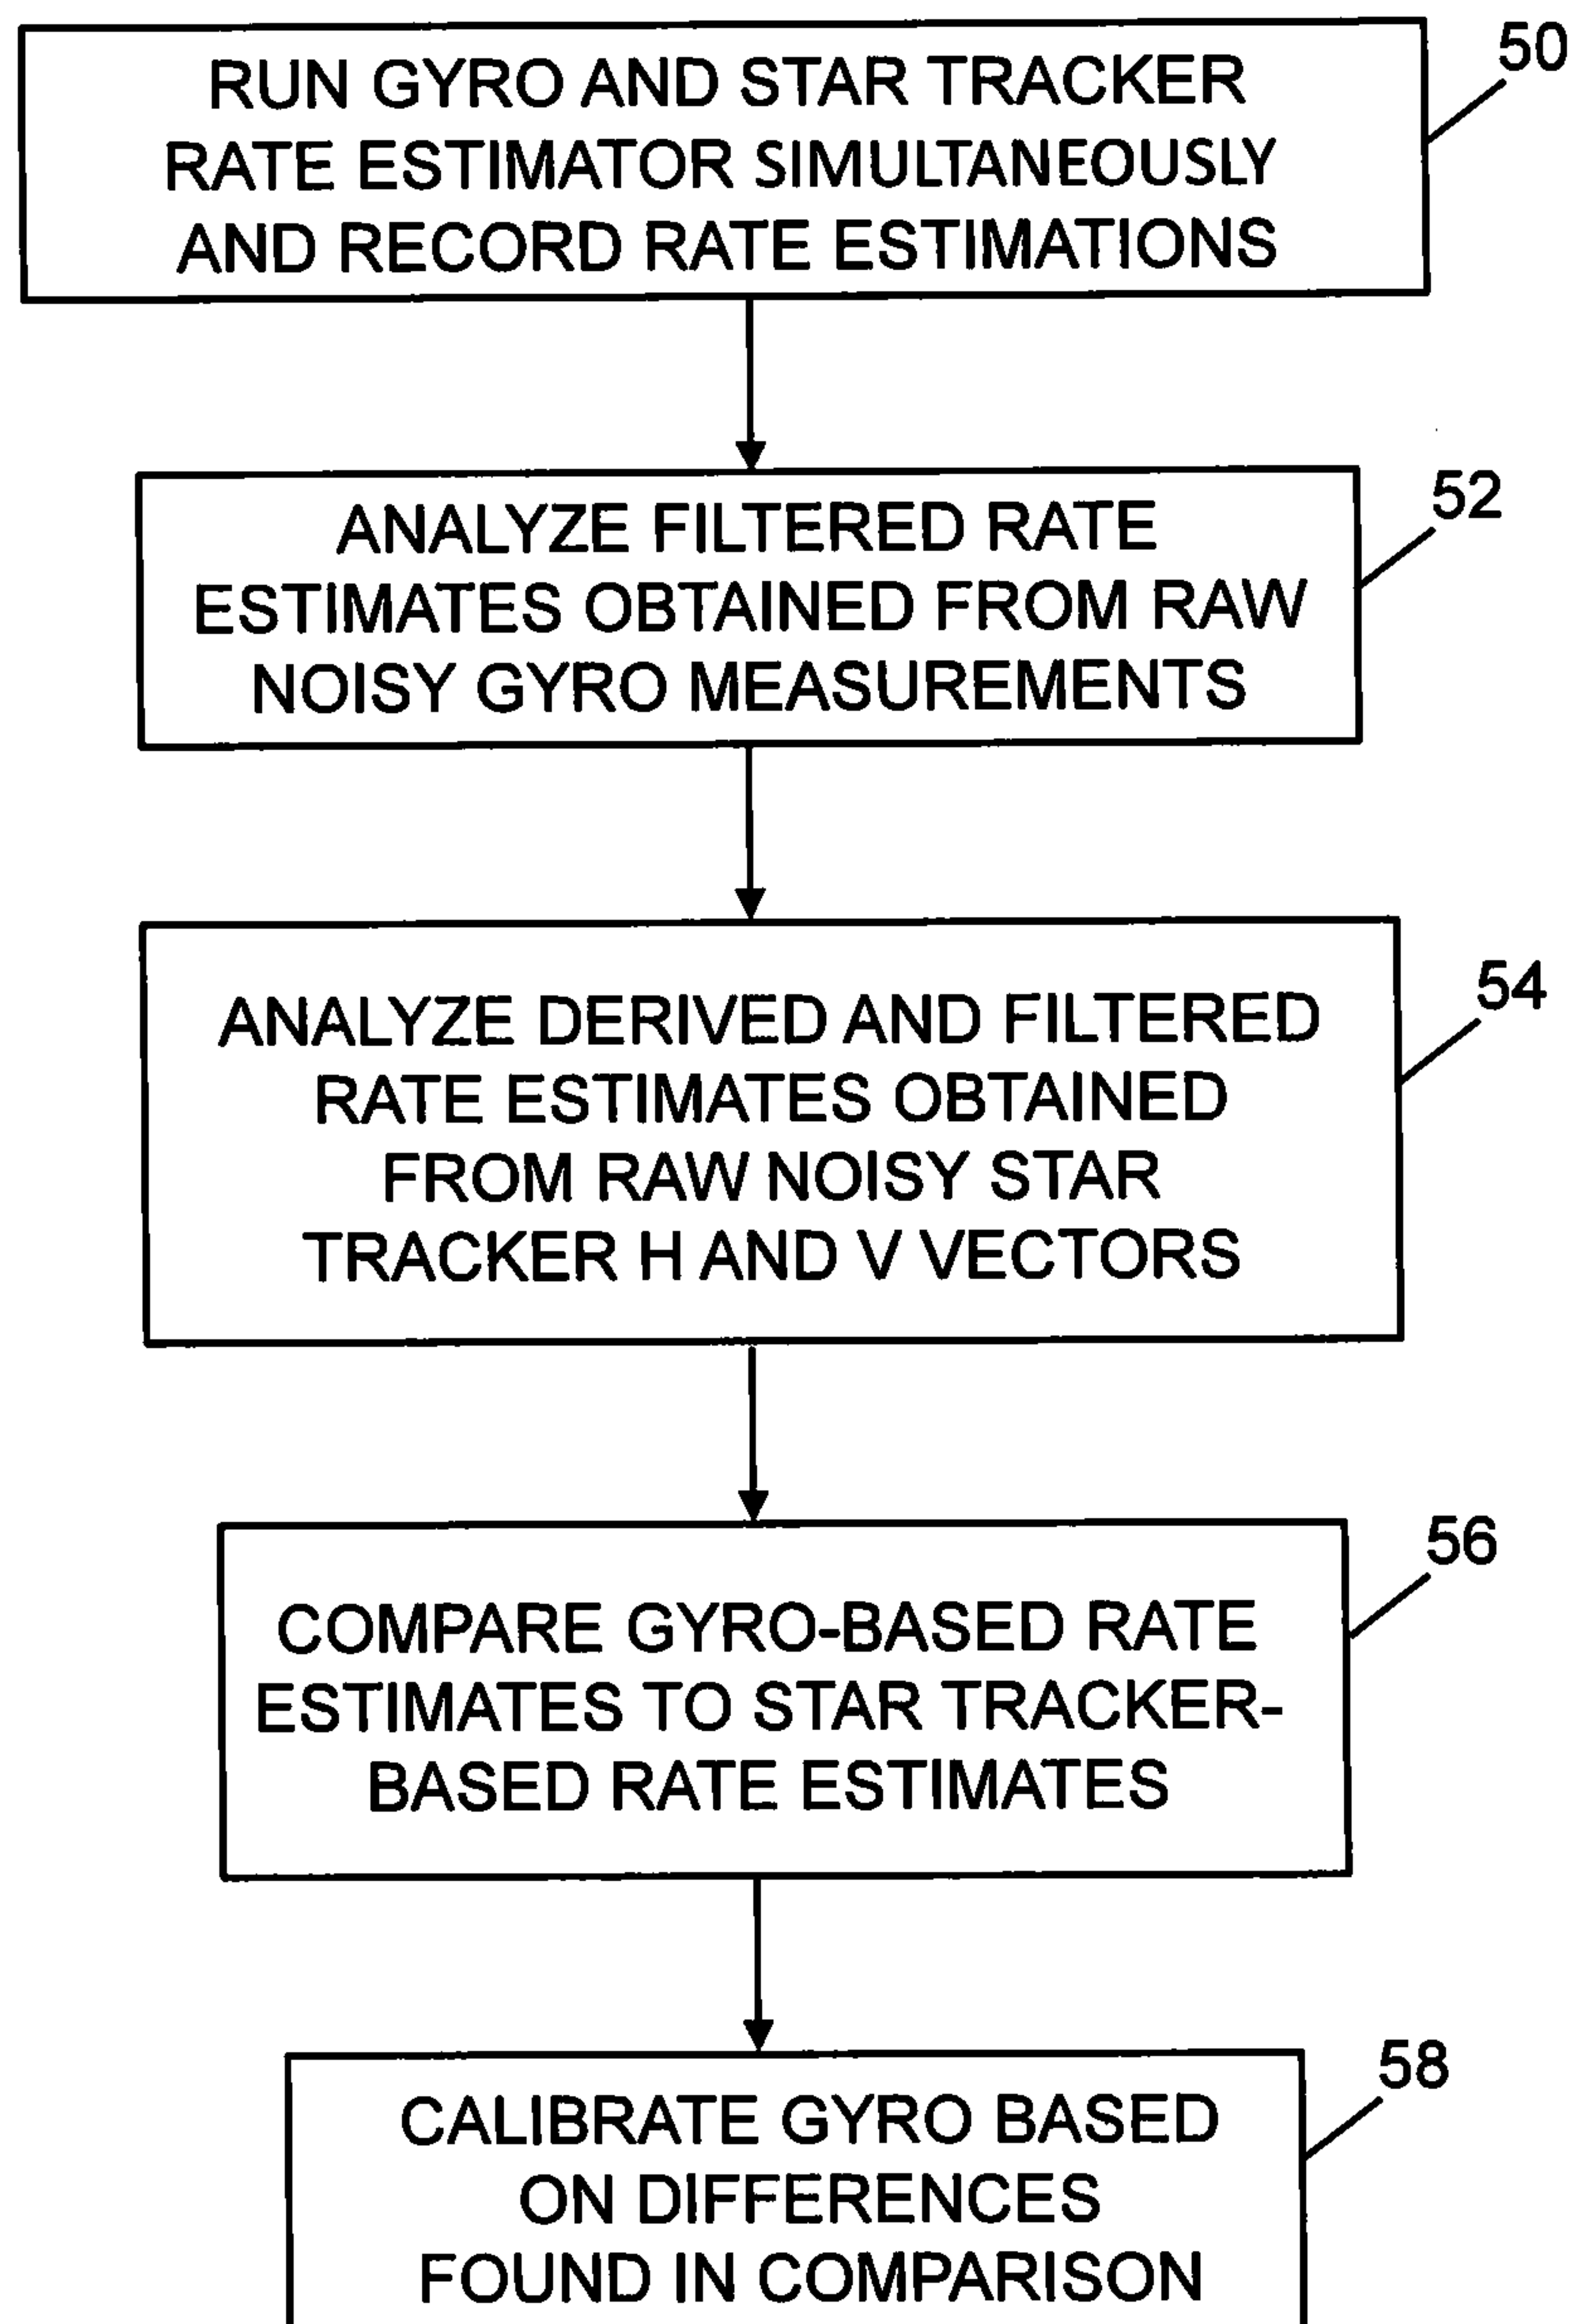 50
RUN GYRO AND STAR TRACKER
RATE ESTIMATOR SIMULTANEOUSLY
AND RECORD RATE ESTIMATIONS
52
ANALYZE FILTERED RATE
ESTIMATES OBTAINED FROM RAW
NOISY GYRO MEASUREMENTS
54
ANALYZE DERIVED AND FILTERED
RATE ESTIMATES OBTAINED
FROM RAW NOISY STAR
TRACKER H AND V VECTORS
56
COMPARE GYRO-BASED RATE
ESTIMATES TO STAR TRACKER-
BASED RATE ESTIMATES
58
CALIBRATE GYRO BASED
ON DIFFERENCES
FOUND IN COMPARISON